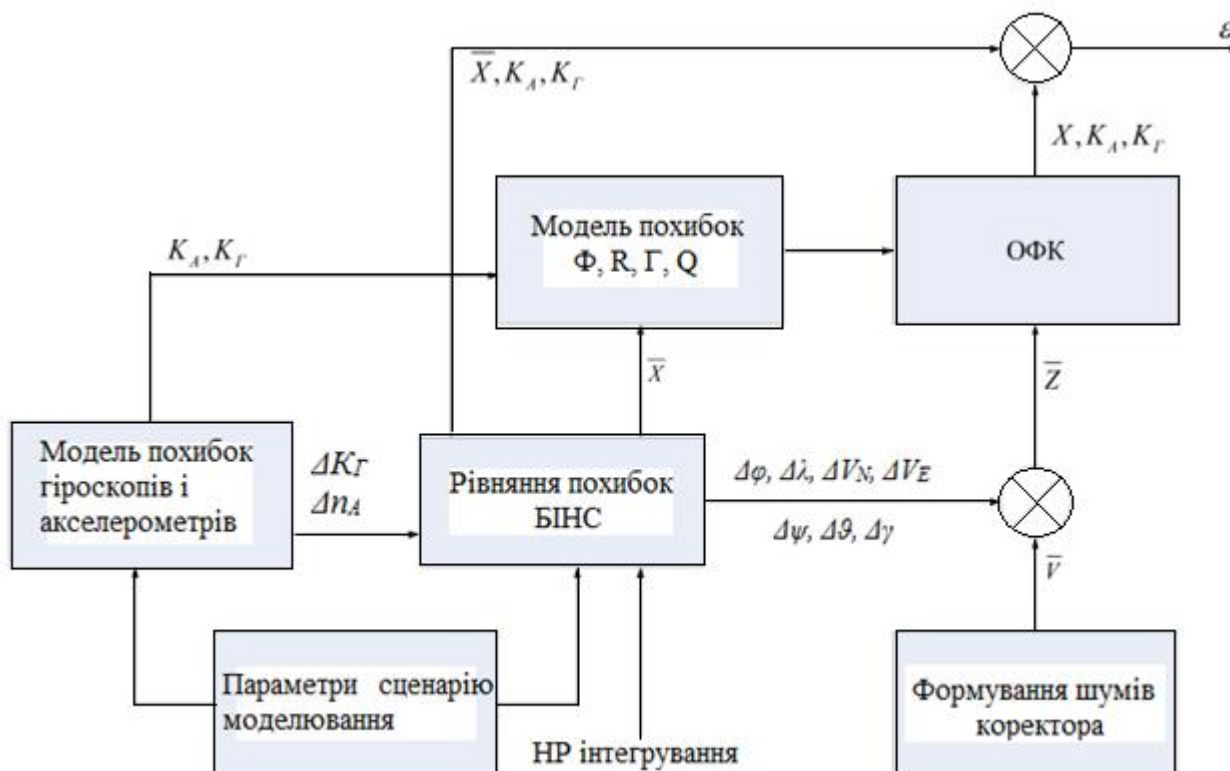 ε
X̅, K_A, K_Г
X, K_A, K_Г
Модель похибок
Ф, R, Г, Q
ОФК
K_A, K_Г
X̅
Z̅
Модель похибок
гіроскопів і
акселерометрів
ΔK_Г
Δn_A
Рівняння похибок
БІНС
Δφ, Δλ, ΔV_N, ΔV_E
Δψ, Δϑ, Δγ
V̅
Параметри сценарію
моделювання
НР інтегрування
Формування шумів
коректора